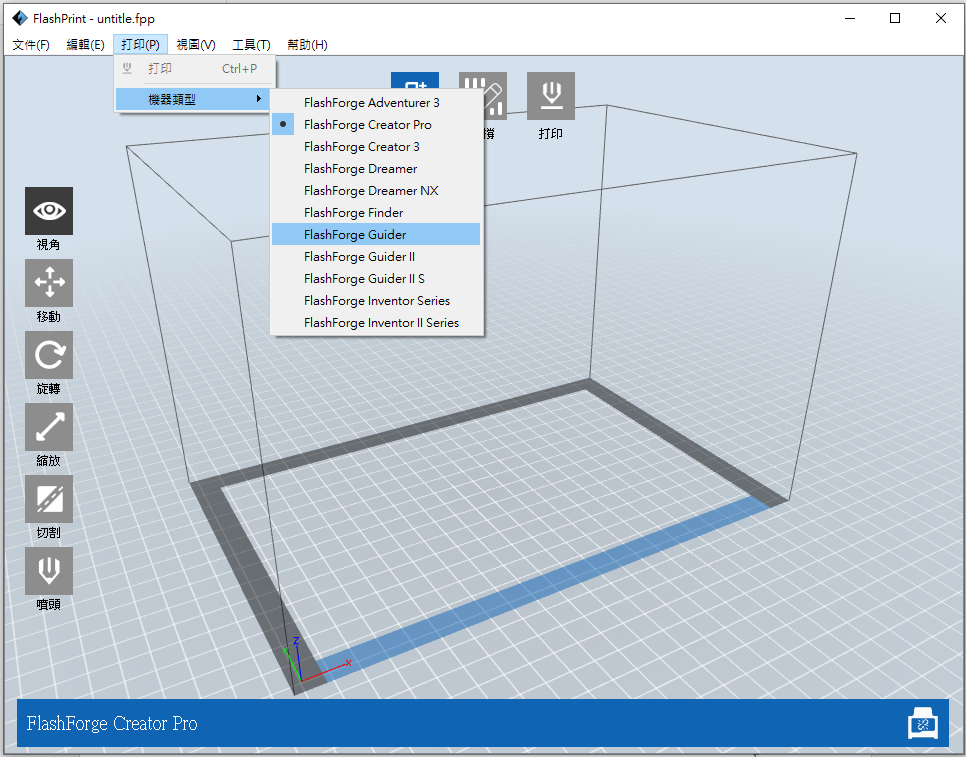 FlashPrint - untitle.fpp
文件(F) 編輯(E) 打印(P) 視圖(V) 工具(T) 幫助(H)
打印 Ctrl+P
機器類型
FlashForge Adventurer 3
FlashForge Creator Pro
FlashForge Creator 3
FlashForge Dreamer
FlashForge Dreamer NX
FlashForge Finder
FlashForge Guider
FlashForge Guider II
FlashForge Guider II S
FlashForge Inventor Series
FlashForge Inventor II Series
打印
視角
移動
旋轉
縮放
切割
噴頭
Z
Y
X
FlashForge Creator Pro